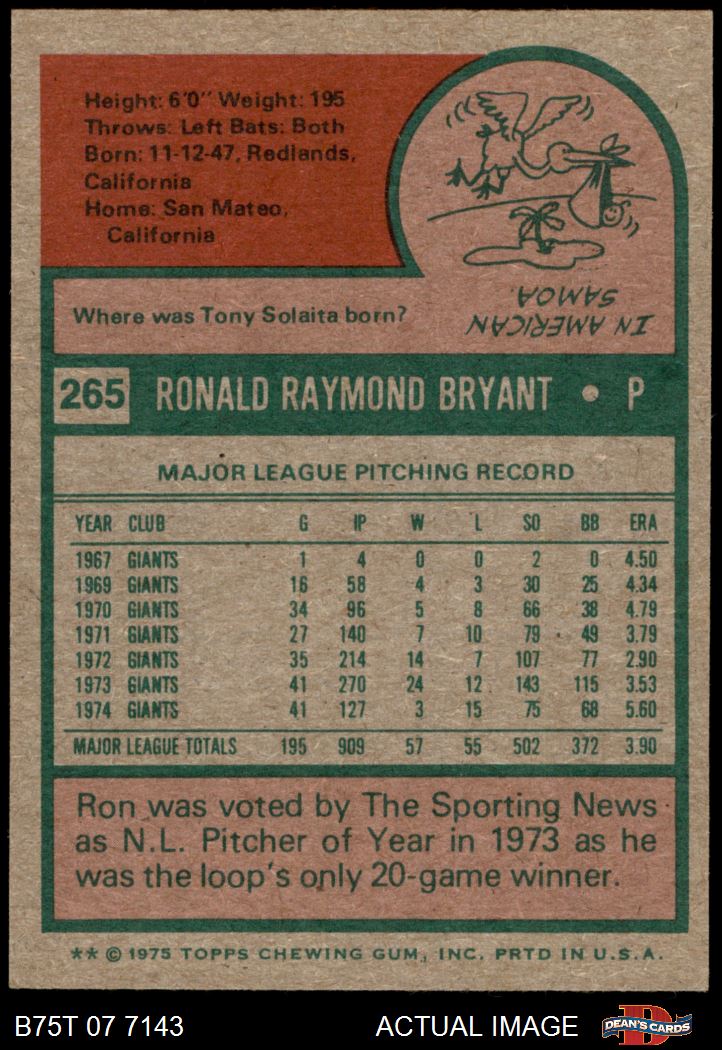 Height: 6'0" Weight: 195
Throws: Left Bats: Both
Born: 11-12-47, Redlands,
California
Home: San Mateo,
California
Where was Tony Solaita born?
IN AMERICAN
SAMOA.
265 RONALD RAYMOND BRYANT • P
MAJOR LEAGUE PITCHING RECORD
YEAR CLUB G IP W L SO BB ERA
1967 GIANTS 1 4 0 0 2 0 4.50
1969 GIANTS 16 58 4 3 30 25 4.34
1970 GIANTS 34 96 5 8 66 38 4.79
1971 GIANTS 27 140 7 10 79 49 3.79
1972 GIANTS 35 214 14 7 107 77 2.90
1973 GIANTS 41 270 24 12 143 115 3.53
1974 GIANTS 41 127 3 15 75 68 5.60
MAJOR LEAGUE TOTALS 195 909 57 55 502 372 3.90
Ron was voted by The Sporting News
as N.L. Pitcher of Year in 1973 as he
was the loop's only 20-game winner.
** © 1975 TOPPS CHEWING GUM, INC. PRTD IN U.S.A.
B75T 07 7143 ACTUAL IMAGE D DEAN'S CARDS